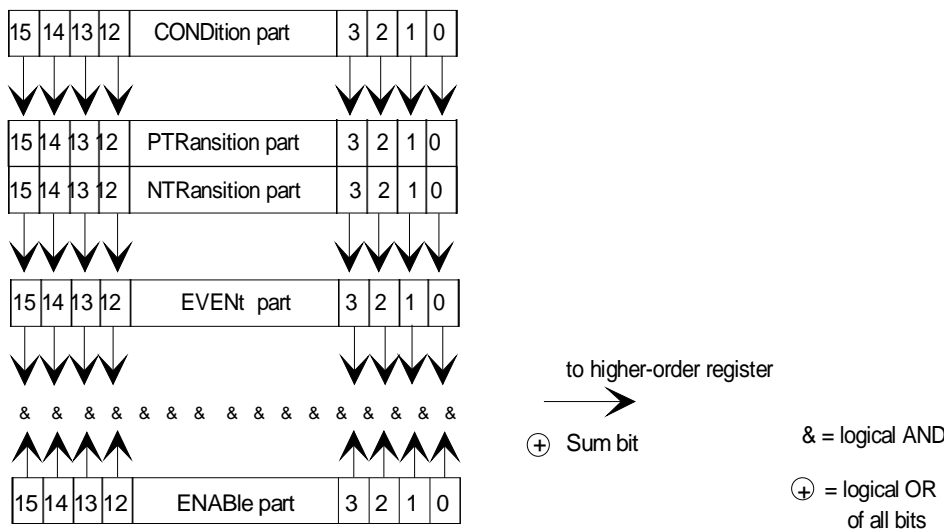 15 14 13 12 CONDition part 3 2 1 0
15 14 13 12 PTRansition part 3 2 1 0
15 14 13 12 NTRansition part 3 2 1 0
15 14 13 12 EVENt part 3 2 1 0
to higher-order register
& & & & & & & & & & & & & & & &
+ Sum bit
& = logical AND
15 14 13 12 ENABle part 3 2 1 0
+ = logical OR
of all bits